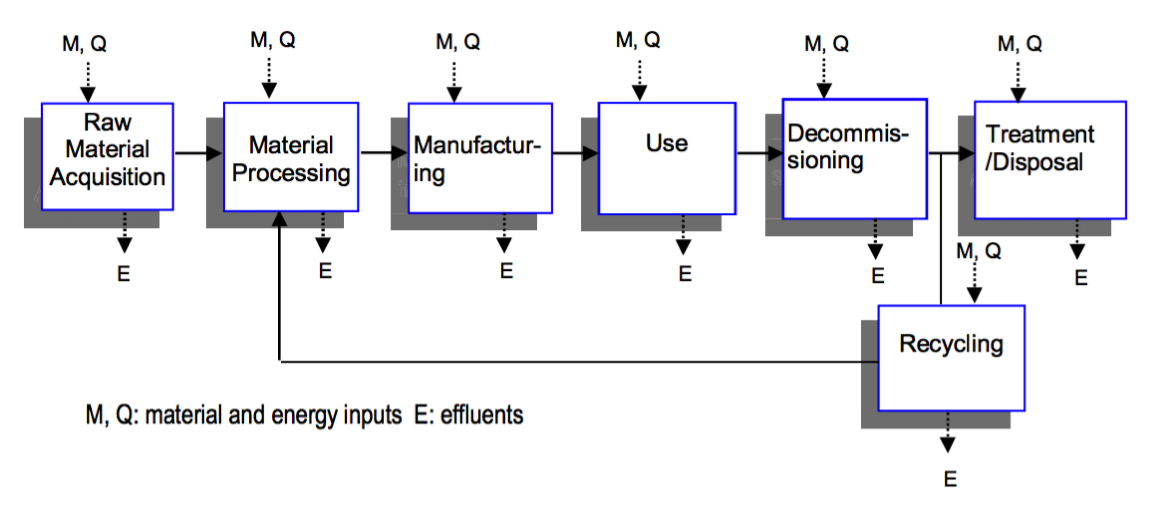 M, Q
M, Q
M, Q
M, Q
M, Q
M, Q
Raw
Material
Acquisition
Material
Processing
Manufactur-
ing
Use
Decommis-
sioning
Treatment
/Disposal
E
E
E
E
E
E
M, Q
Recycling
E
M, Q: material and energy inputs E: effluents